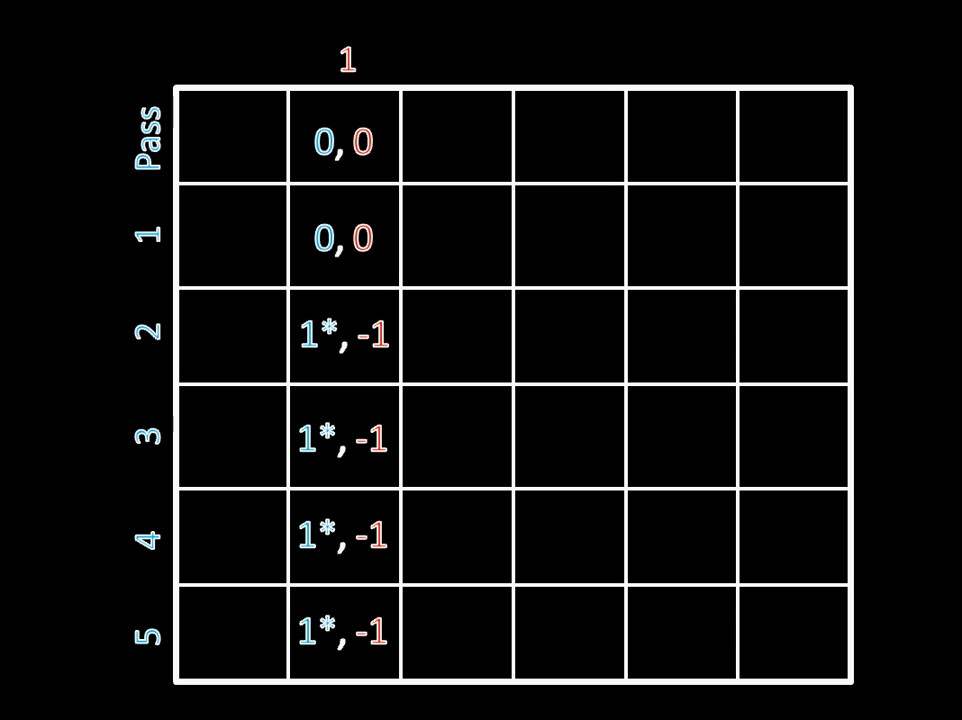 1
Pass 0, 0
1 0, 0
2 1*, -1
3 1*, -1
4 1*, -1
5 1*, -1